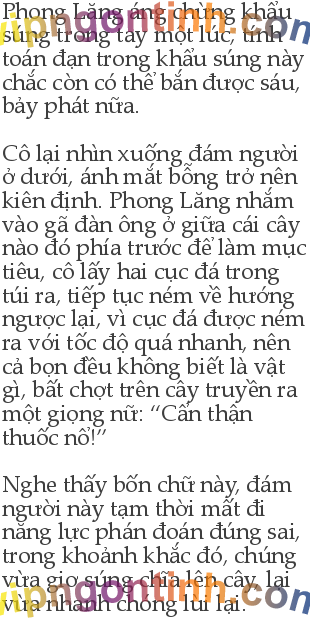 Phong Lăng áng chừng khẩu
súng trong tay một lúc, tính
toán đạn trong khẩu súng này
chắc còn có thể bắn được sáu,
bảy phát nữa.
Cô lại nhìn xuống đám người
ở dưới, ánh mắt bỗng trở nên
kiên định. Phong Lăng nhắm
vào gã đàn ông ở giữa cái cây
nào đó phía trước để làm mục
tiêu, cô lấy hai cục đá trong
túi ra, tiếp tục ném về hướng
ngược lại, vì cục đá được ném
ra với tốc độ quá nhanh, nên
cả bọn đều không biết là vật
gì, bất chợt trên cây truyền ra
một giọng nữ: “Cẩn thận
thuốc nổ!”
Nghe thấy bốn chữ này, đám
người này tạm thời mất đi
năng lực phán đoán đúng sai,
trong khoảnh khắc đó, chúng
vừa giơ súng chĩa lên cây, lại
vừa nhanh chóng lùi lại.
vipngontinh.com
vipngontinh.com